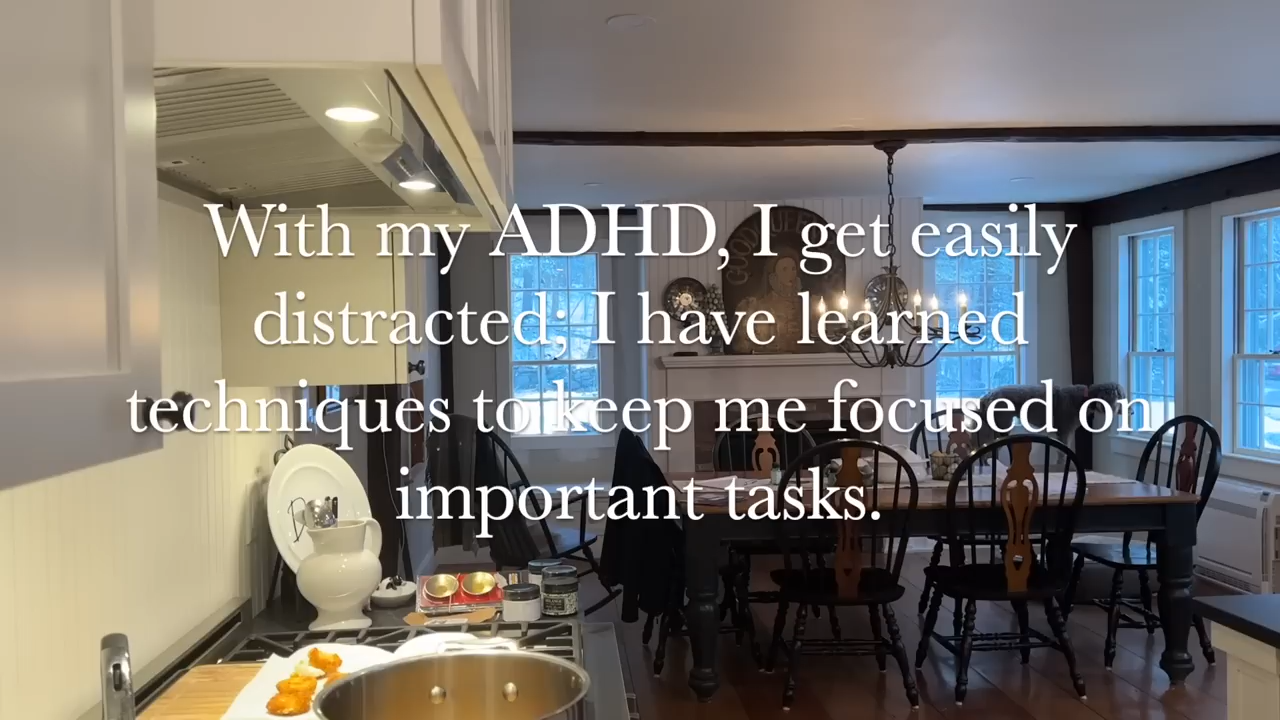 With my ADHD, I get easily
distracted; I have learned
techniques to keep me focused on
important tasks.